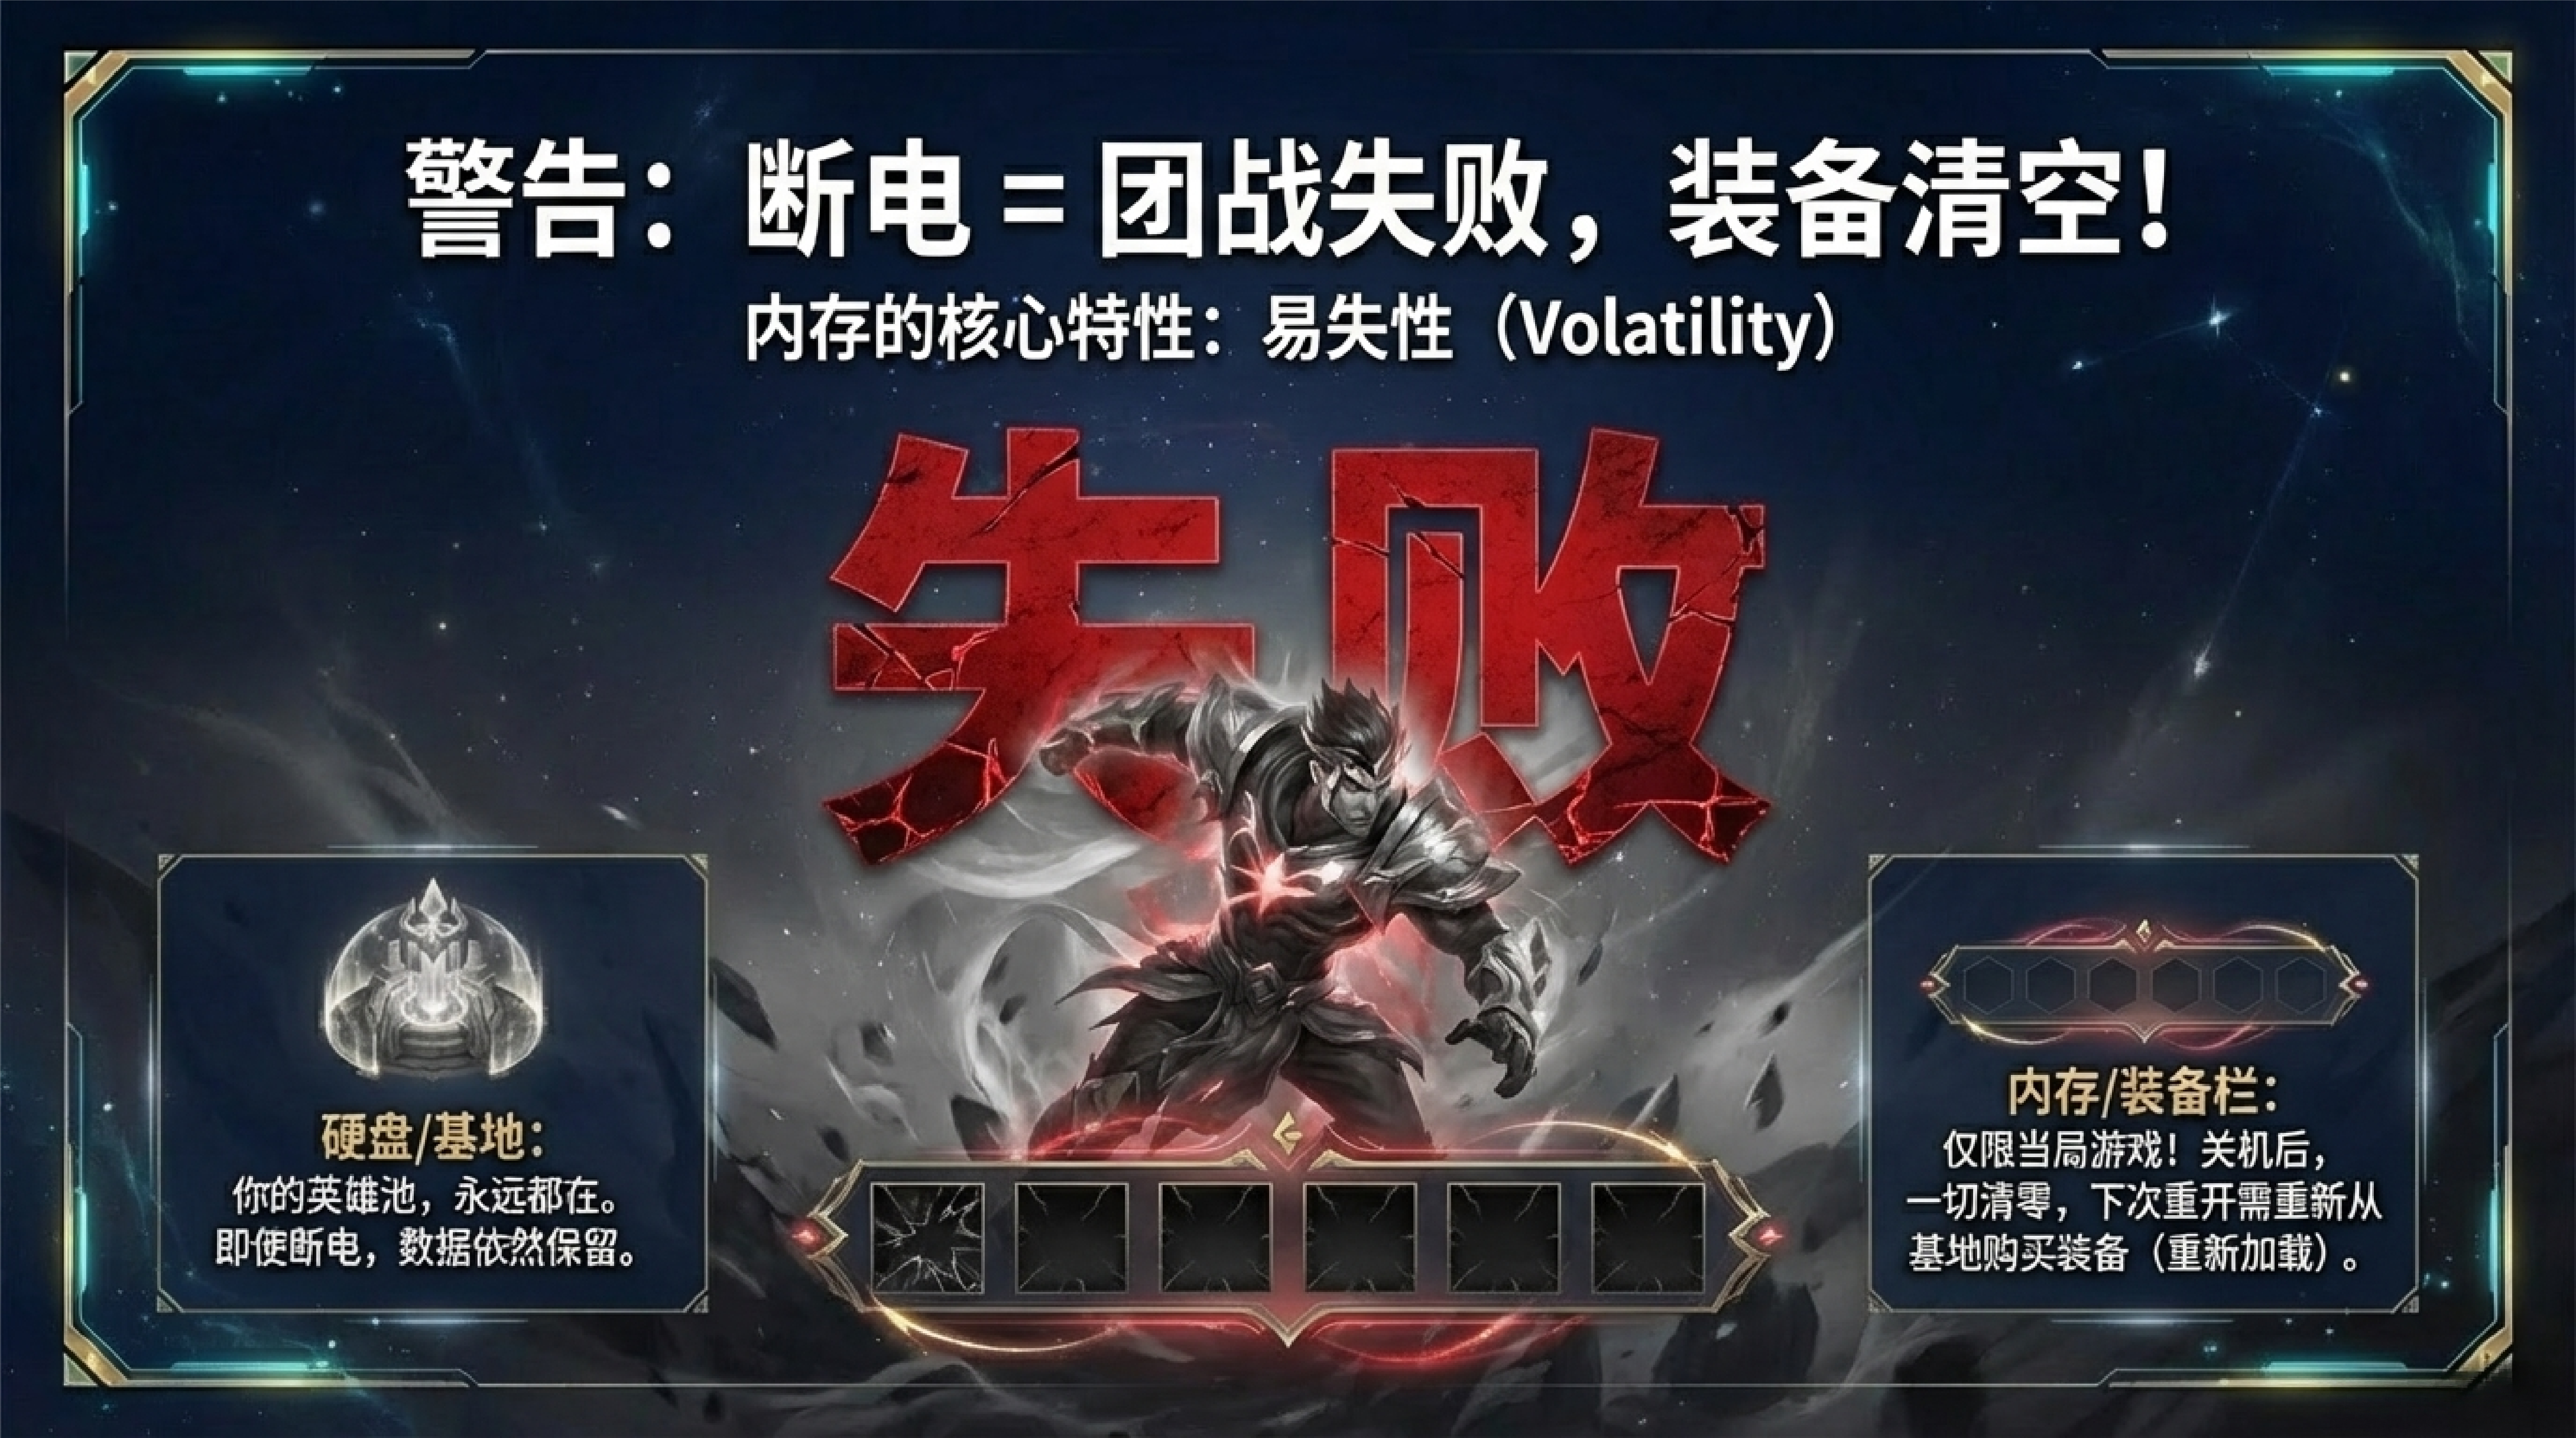 警告：断电 = 团战失败，装备清空！
内存的核心特性：易失性（Volatility）
失败
硬盘/基地：
你的英雄池，永远都在。
即使断电，数据依然保留。
内存/装备栏：
仅限当局游戏！关机后，
一切清零，下次重开需重新从
基地购买装备（重新加载）。